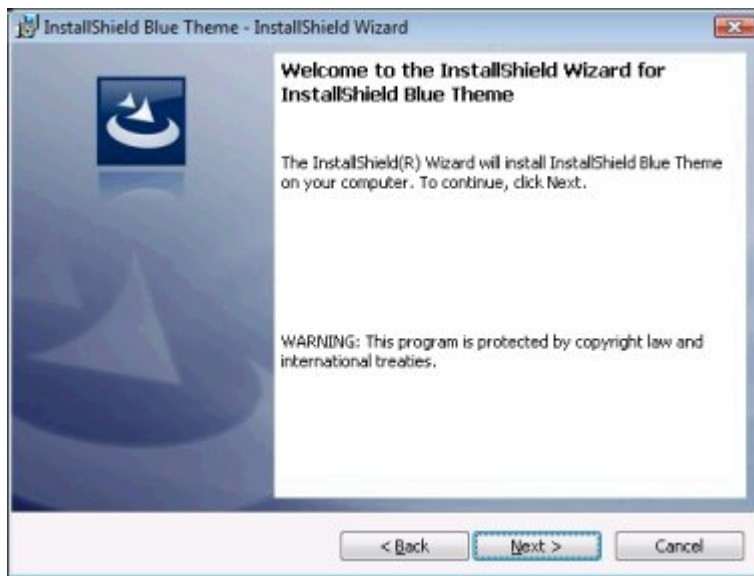 InstallShield Blue Theme - InstallShield Wizard
Welcome to the InstallShield Wizard for
InstallShield Blue Theme
The InstallShield(R) Wizard will install InstallShield Blue Theme
on your computer. To continue, click Next.
WARNING: This program is protected by copyright law and
international treaties.
< Back
Next >
Cancel